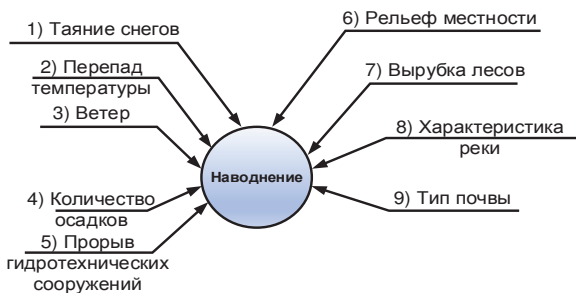 1) Таяние снегов
2) Перепад
температуры
3) Ветер
4) Количество
осадков
5) Прорыв
гидротехнических
сооружений
Наводнение
6) Рельеф местности
7) Вырубка лесов
8) Характеристика
реки
9) Тип почвы